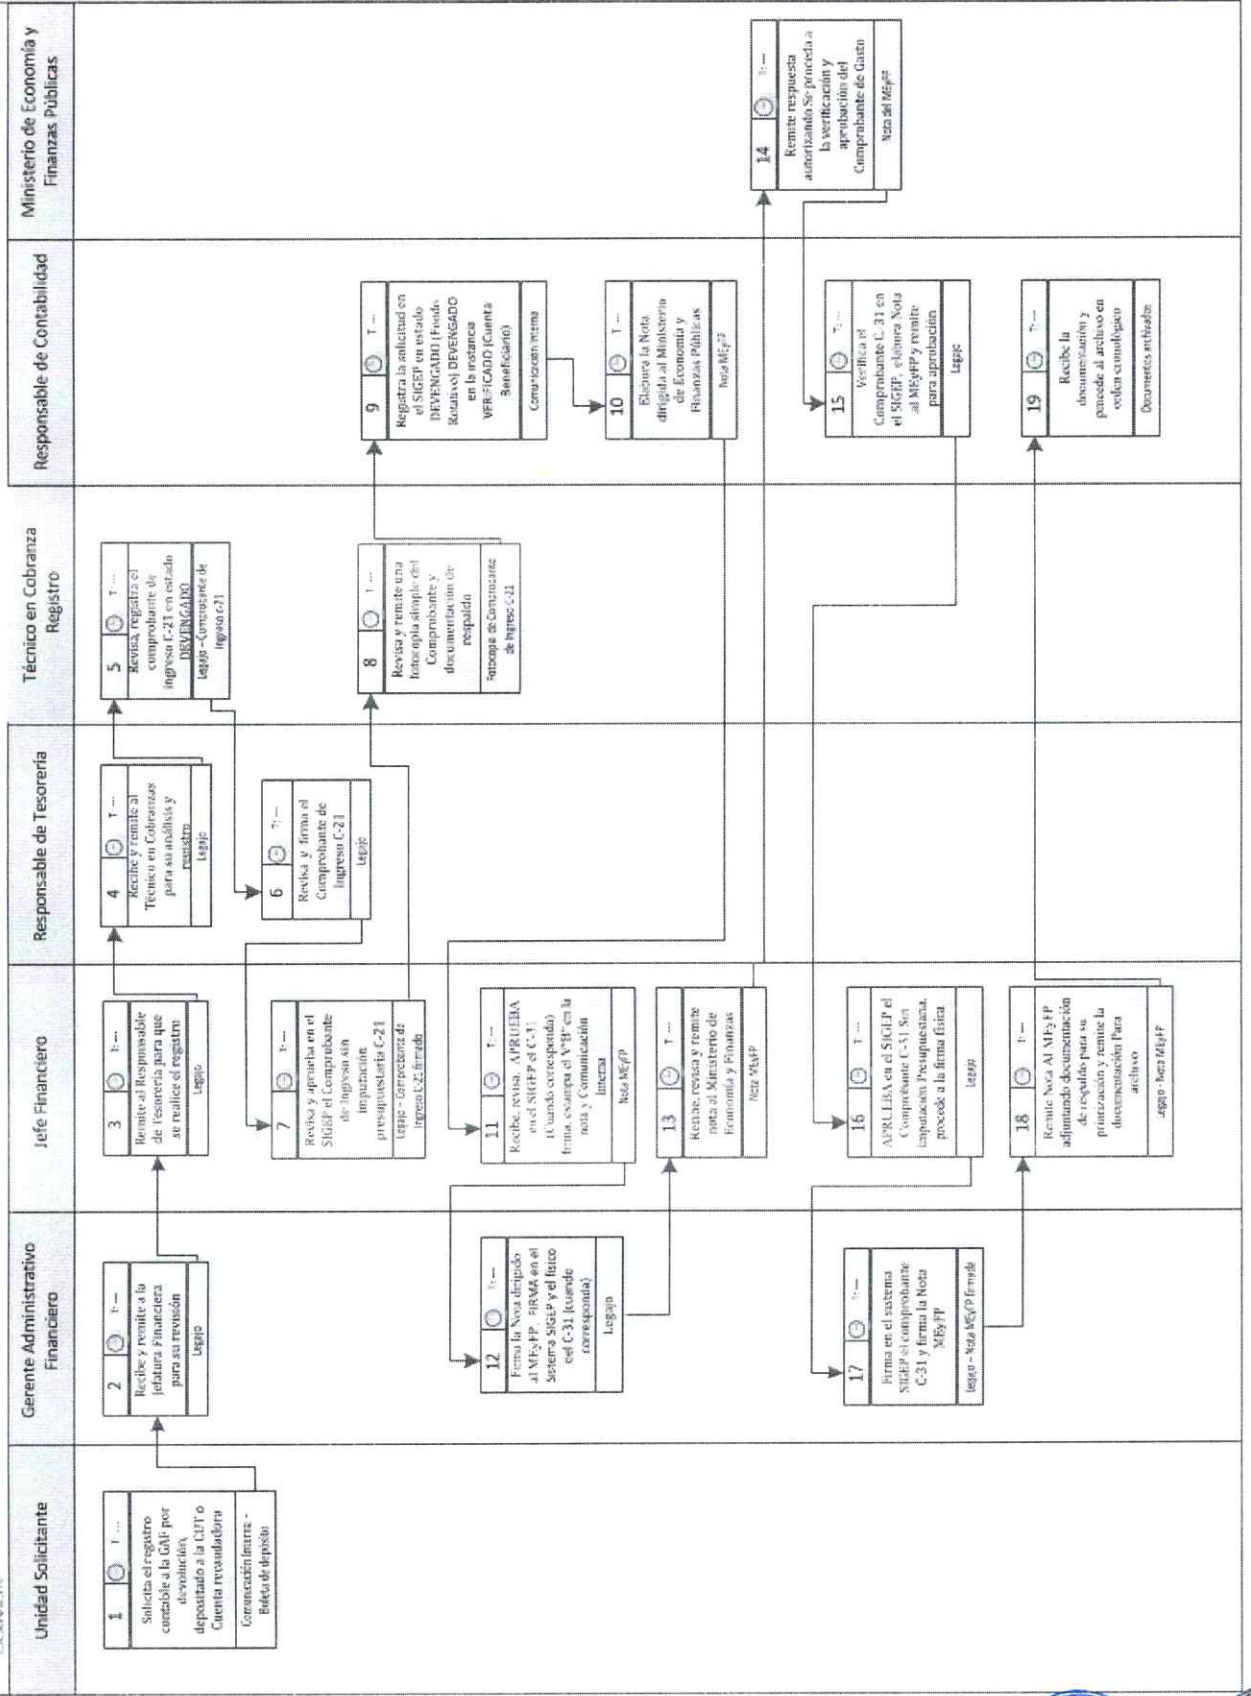 Unidad Solicitante
Gerente Administrativo
Financiero
Jefe Financiero
Responsable de Tesorería
Técnico en Cobranza
Registro
Responsable de Contabilidad
Ministerio de Economía y
Finanzas Públicas
1 T: ---
Solicita el registro
contable a la GAF por
devolución,
depositado a la CUT o
Cuenta recaudadora
Comunicación Interna -
Boleta de depósito
2 T: ---
Recibe y remite a la
Jefatura Financiera
para su revisión
Legajo
3 T: ---
Remite al Responsable
de Tesorería para que
se realice el registro
Legajo
4 T: ---
Recibe y remite al
Técnico en Cobranzas
para su análisis y
registro
Legajo
5 T: ---
Revisa, registra el
comprobante de
ingreso C-21 en estado
DEVENGADO
Legajo – Comprobante de
Ingreso C-21
6 T: ---
Revisa y firma el
Comprobante de
Ingreso C-21
Legajo
7 T: ---
Revisa y aprueba en el
SIGEP el Comprobante
de Ingreso sin
imputación
presupuestaria C-21
Legajo – Comprobante de
Ingreso C-21 firmado
8 T: ---
Revisa y remite una
fotocopia simple del
Comprobante y
documentación de
respaldo
Fotocopia de Comprobante
de Ingreso C-21
9 T: ---
Registra la solicitud en
el SIGEP en estado
DEVENGADO (Fondo
Rotativo) DEVENGADO
en la instancia
VERIFICADO (Cuenta
Beneficiario)
Comunicación Interna
10 T: ---
Elabora la Nota
dirigida al Ministerio
de Economía y
Finanzas Públicas
Nota MEyFP
11 T: ---
Recibe, revisa, APRUEBA
en el SIGEP el C-31
(Cuando corresponda)
firma, estampa el V°B° en la
nota y Comunicación
Interna
Nota MEyFP
12 T: ---
Firma la Nota dirigido
al MEyFP, FIRMA en el
Sistema SIGEP y el físico
del C-31 (cuando
corresponda)
Legajo
13 T: ---
Recibe, revisa y remite
nota al Ministerio de
Economía y Finanzas
Nota MEyFP
14 T: ---
Remite respuesta
autorizando Se proceda a
la verificación y
aprobación del
Comprobante de Gasto
Nota del MEyFP
15 T: ---
Verifica el
Comprobante C-31 en
el SIGEP, elabora Nota
al MEyFP y remite
para aprobación
Legajo
16 T: ---
APRUEBA en el SIGEP el
Comprobante C-31 Sin
Imputación Presupuestaria,
procede a la firma física
Legajo
17 T: ---
Firma en el sistema
SIGEP el comprobante
C-31 y firma la Nota
MEyFP
Legajo – Nota MEyFP firmada
18 T: ---
Remite Nota Al MEyFP
adjuntando documentación
de respaldo para su
priorización y remite la
documentación Para
archivo
Legajo - Nota MEyFP
19 T: ---
Recibe la
documentación y
procede al archivo en
orden cronológico
Documentos archivados